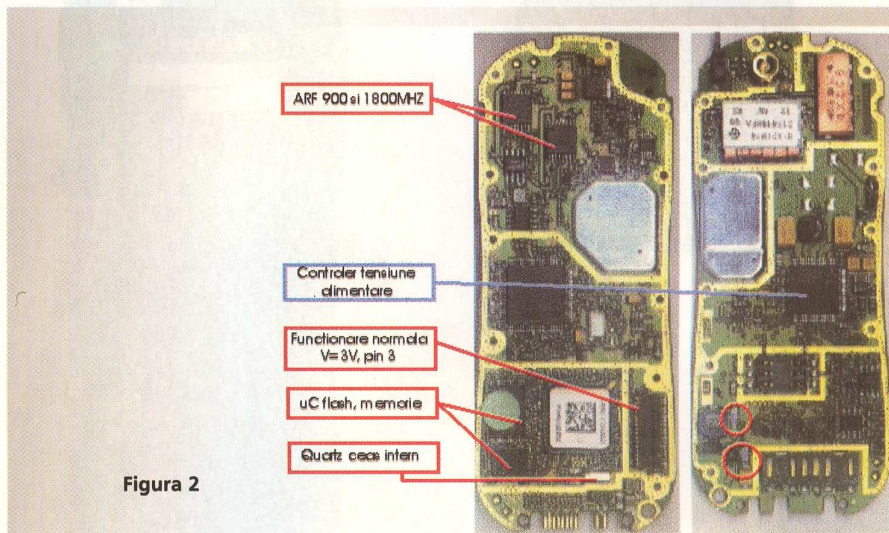 ARF 900 si 1800MHZ
Controler tensiune
alimentare
Functionare normala
V=3V, pin 3
uC flash, memorie
Quartz ceas intern
Figura 2